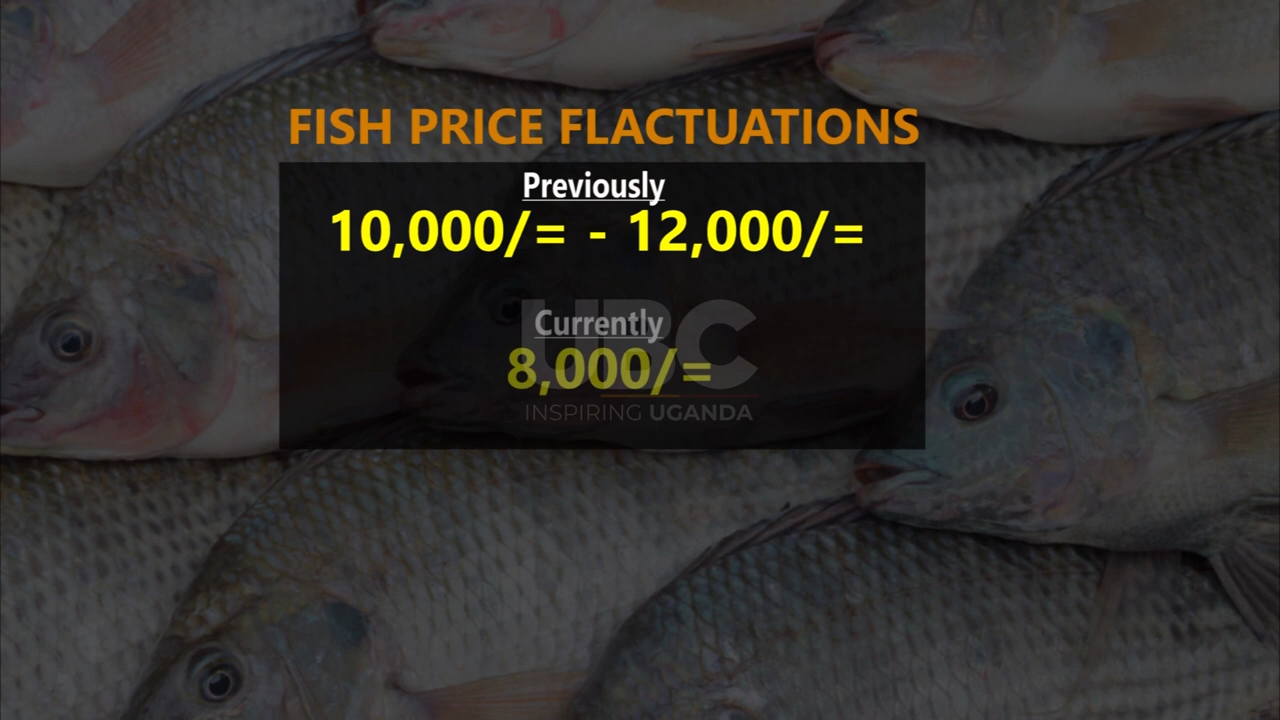 FISH PRICE FLACTUATIONS
Previously
10,000/= - 12,000/=
UBC
Currently
8,000/=
INSPIRING UGANDA